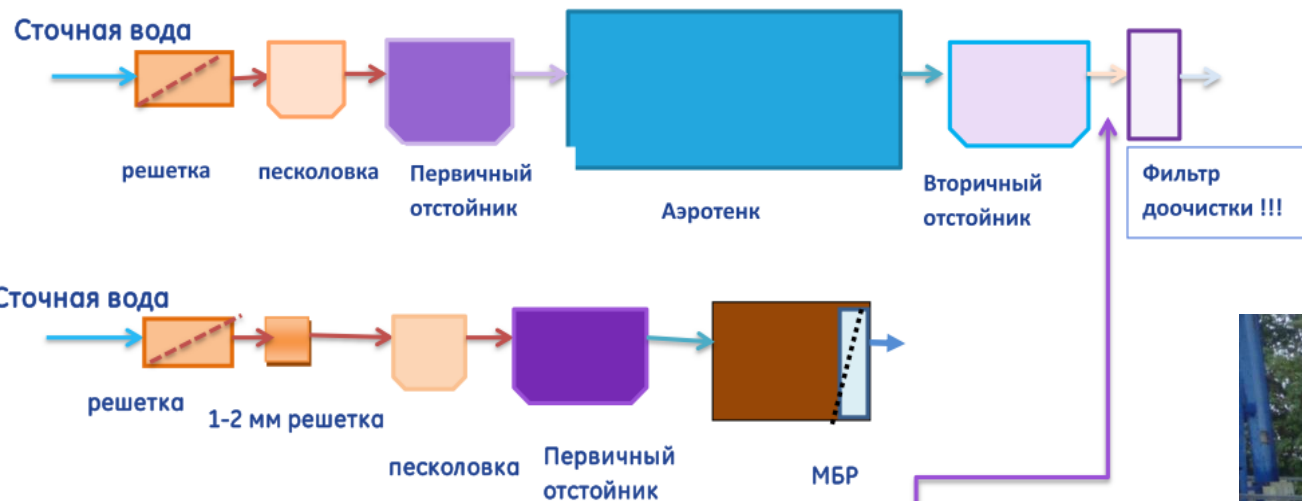 Сточная вода
решетка
песколовка
Первичный
отстойник
Аэротенк
Вторичный
отстойник
Фильтр
доочистки !!!
Сточная вода
решетка
1-2 мм решетка
песколовка
Первичный
отстойник
МБР